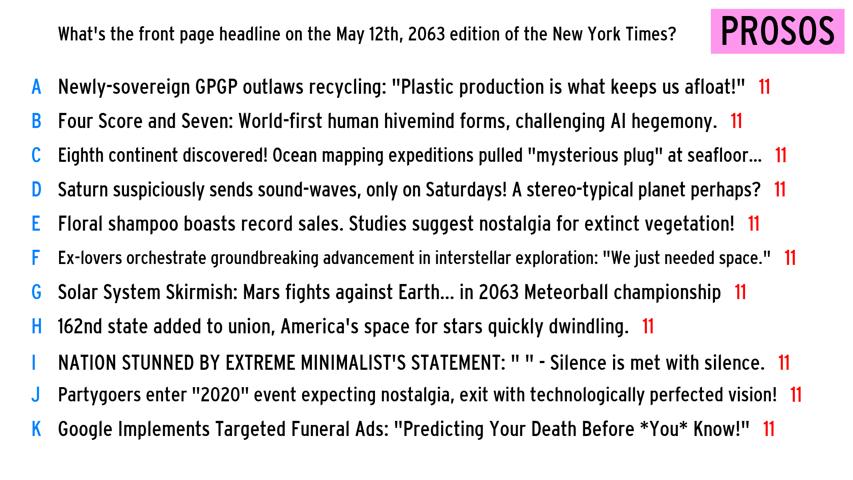 What's the front page headline on the May 12th, 2063 edition of the New York Times?
PROSOS
A Newly-sovereign GPGP outlaws recycling: "Plastic production is what keeps us afloat!" 11
B Four Score and Seven: World-first human hivemind forms, challenging AI hegemony. 11
C Eighth continent discovered! Ocean mapping expeditions pulled "mysterious plug" at seafloor... 11
D Saturn suspiciously sends sound-waves, only on Saturdays! A stereo-typical planet perhaps? 11
E Floral shampoo boasts record sales. Studies suggest nostalgia for extinct vegetation! 11
F Ex-lovers orchestrate groundbreaking advancement in interstellar exploration: "We just needed space." 11
G Solar System Skirmish: Mars fights against Earth... in 2063 Meteorball championship 11
H 162nd state added to union, America's space for stars quickly dwindling. 11
I NATION STUNNED BY EXTREME MINIMALIST'S STATEMENT: " " - Silence is met with silence. 11
J Partygoers enter "2020" event expecting nostalgia, exit with technologically perfected vision! 11
K Google Implements Targeted Funeral Ads: "Predicting Your Death Before *You* Know!" 11